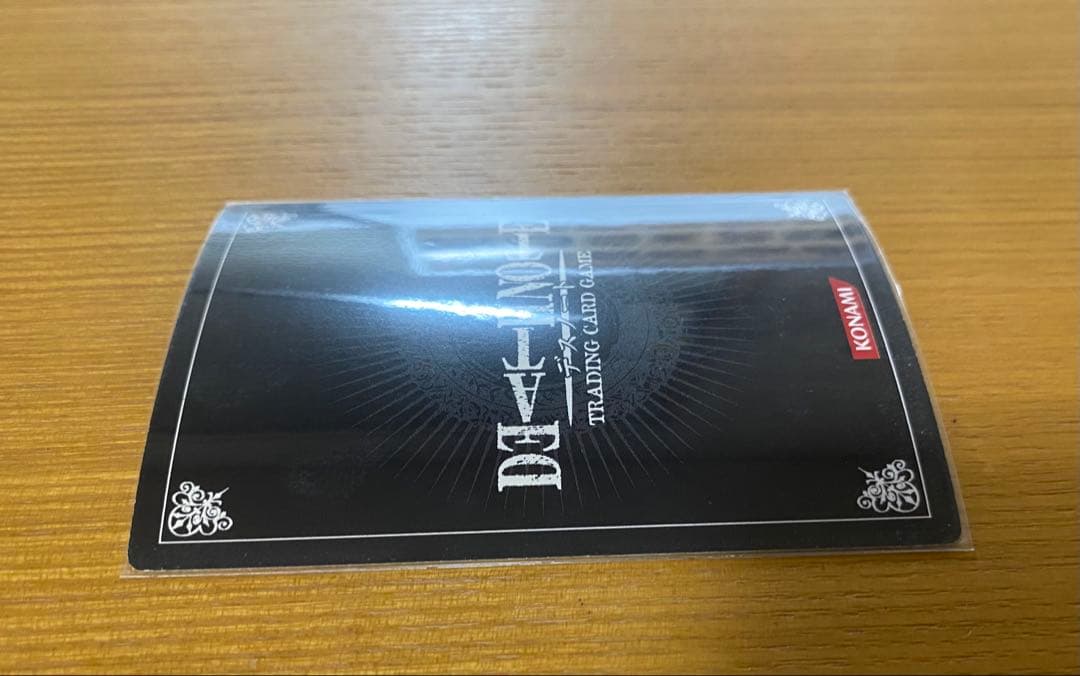 DEATH NOTE
デスノート
TRADING CARD GAME
KONAMI